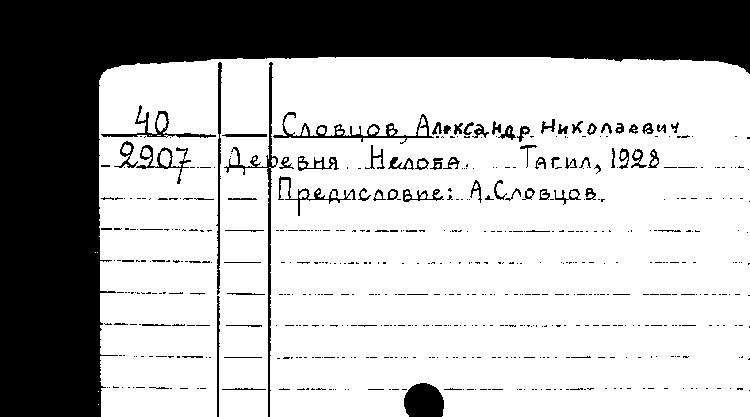 40 Словцов, Александр Николаевич
2907 Деревня Нелоба. Тагил, 1928
Предисловие: А.Словцов.